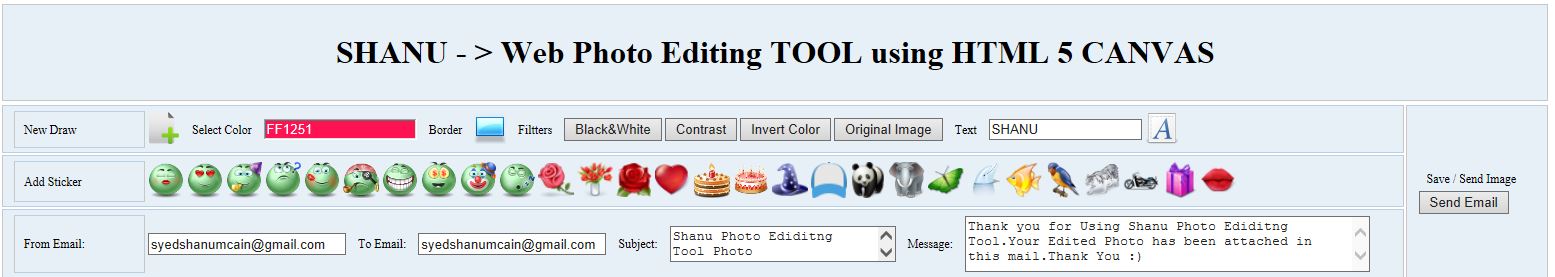 SHANU - > Web Photo Editing TOOL using HTML 5 CANVAS
New Draw Select Color FF1251 Border Filtters Black&White Contrast Invert Color Original Image Text SHANU A
Add Sticker
Save / Send Image
Send Email
From Email: syedshanumcain@gmail.com To Email: syedshanumcain@gmail.com Subject: Message:
Shanu Photo Ediditng
Tool Photo
Thank you for Using Shanu Photo Ediditng
Tool.Your Edited Photo has been attached in
this mail.Thank You :)